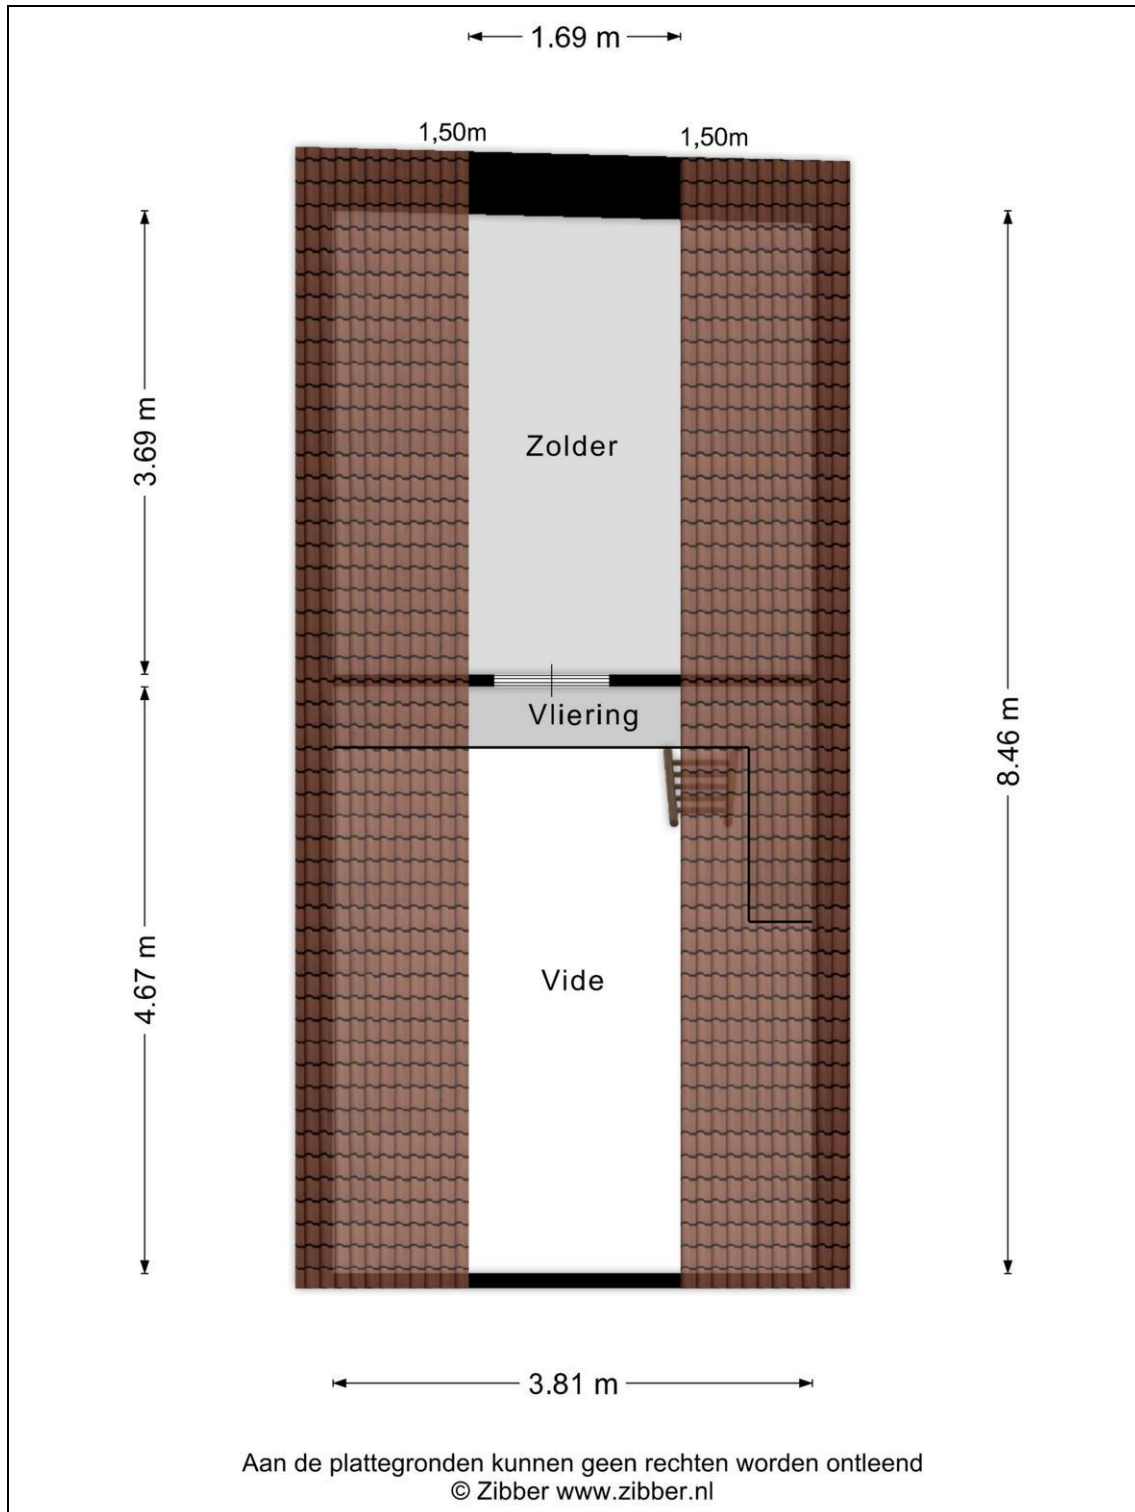 1.69 m
1,50m
1,50m
3.69 m
Zolder
Vliering
8.46 m
4.67 m
Vide
3.81 m
Aan de plattegronden kunnen geen rechten worden ontleend
© Zibber www.zibber.nl